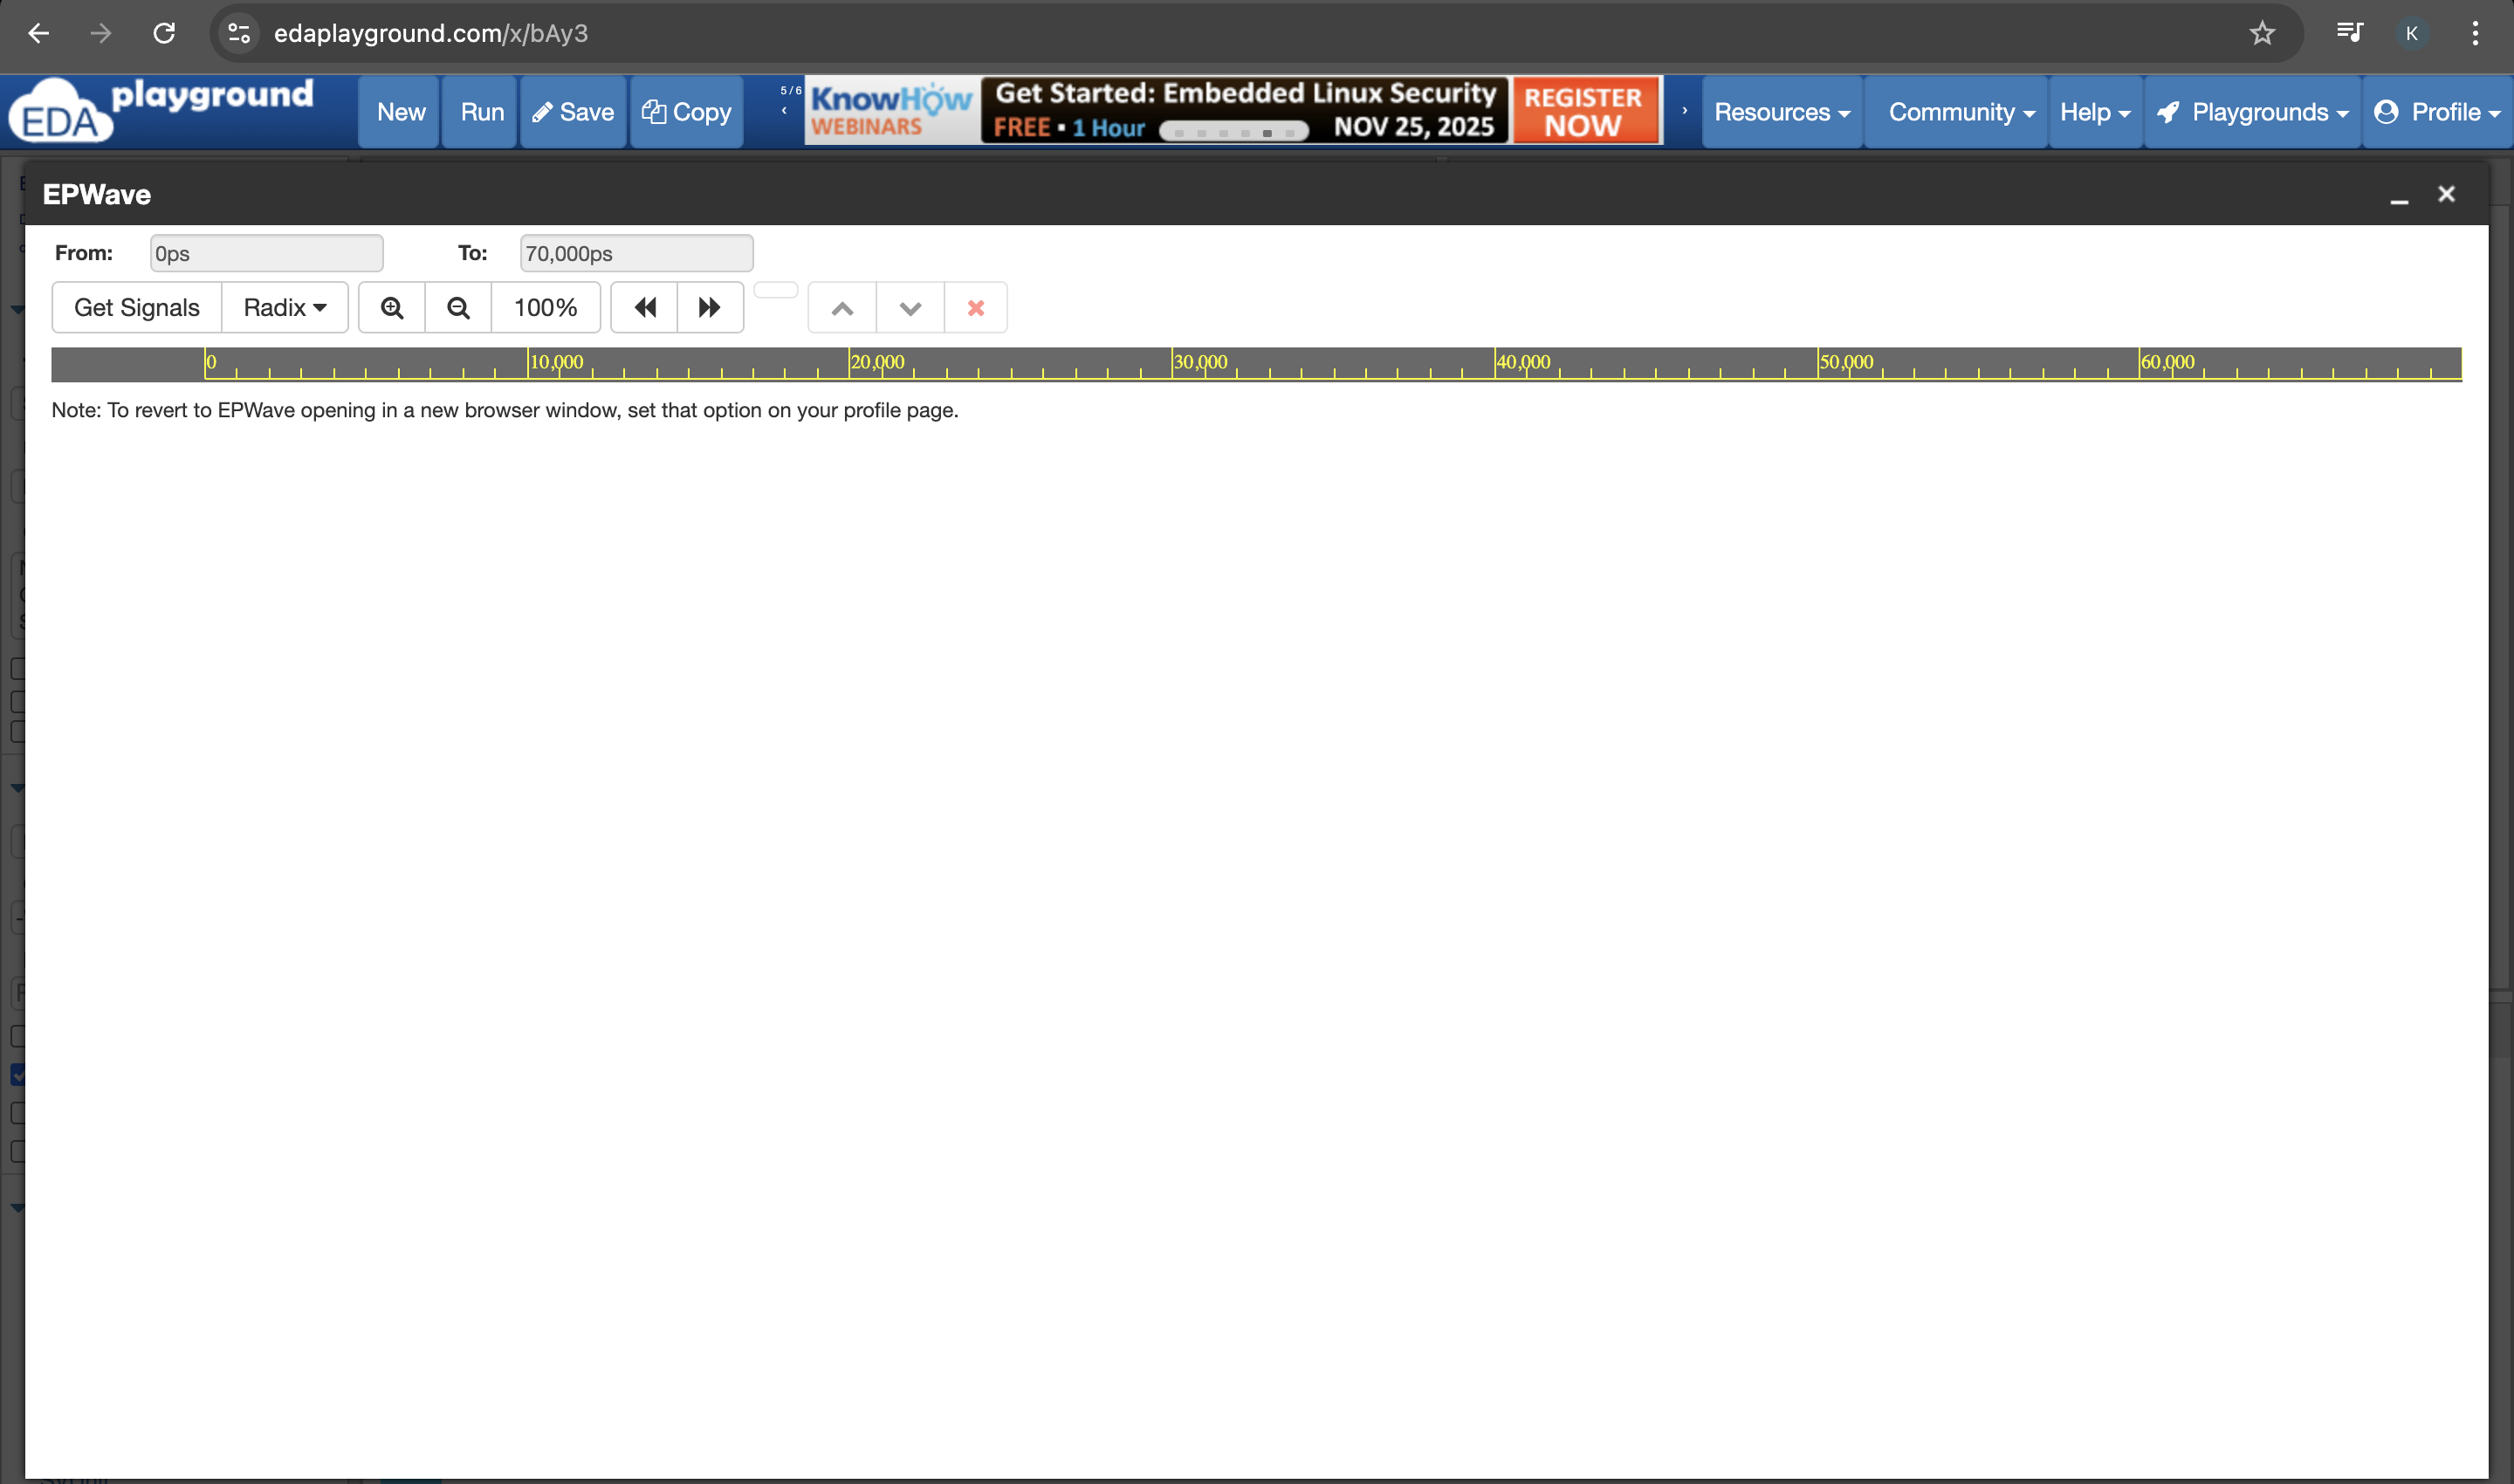 edaplayground.com/x/bAy3
K
EDA playground
New
Run
Save
Copy
5/6
KnowHow
WEBINARS
Get Started: Embedded Linux Security
FREE ▪ 1 Hour
NOV 25, 2025
REGISTER
NOW
Resources
Community
Help
Playgrounds
Profile
EPWave
From: 0ps To: 70,000ps
Get Signals
Radix
100%
0 10,000 20,000 30,000 40,000 50,000 60,000
Note: To revert to EPWave opening in a new browser window, set that option on your profile page.